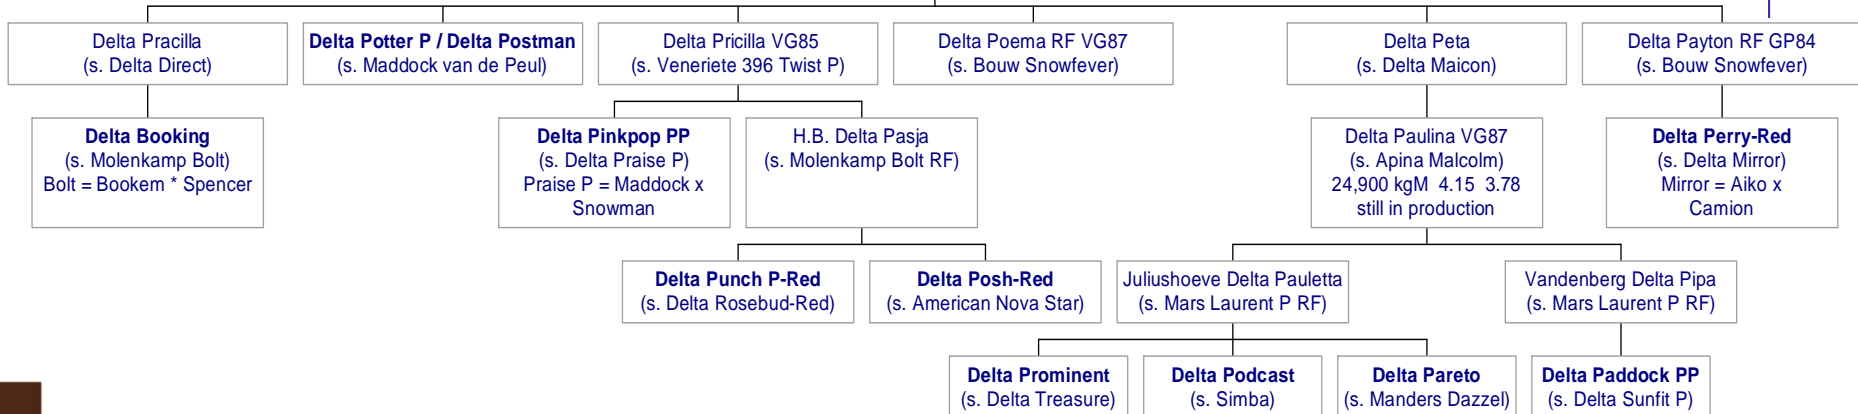 Delta Pracilla
(s. Delta Direct)
Delta Potter P / Delta Postman
(s. Maddock van de Peul)
Delta Pricilla VG85
(s. Veneriete 396 Twist P)
Delta Poema RF VG87
(s. Bouw Snowfever)
Delta Peta
(s. Delta Maicon)
Delta Payton RF GP84
(s. Bouw Snowfever)
Delta Booking
(s. Molenkamp Bolt)
Bolt = Bookem * Spencer
Delta Pinkpop PP
(s. Delta Praise P)
Praise P = Maddock x
Snowman
H.B. Delta Pasja
(s. Molenkamp Bolt RF)
Delta Paulina VG87
(s. Apina Malcolm)
24,900 kgM 4.15 3.78
still in production
Delta Perry-Red
(s. Delta Mirror)
Mirror = Aiko x
Camion
Delta Punch P-Red
(s. Delta Rosebud-Red)
Delta Posh-Red
(s. American Nova Star)
Juliushoeve Delta Pauletta
(s. Mars Laurent P RF)
Vandenberg Delta Pipa
(s. Mars Laurent P RF)
Delta Prominent
(s. Delta Treasure)
Delta Podcast
(s. Simba)
Delta Pareto
(s. Manders Dazzel)
Delta Paddock PP
(s. Delta Sunfit P)